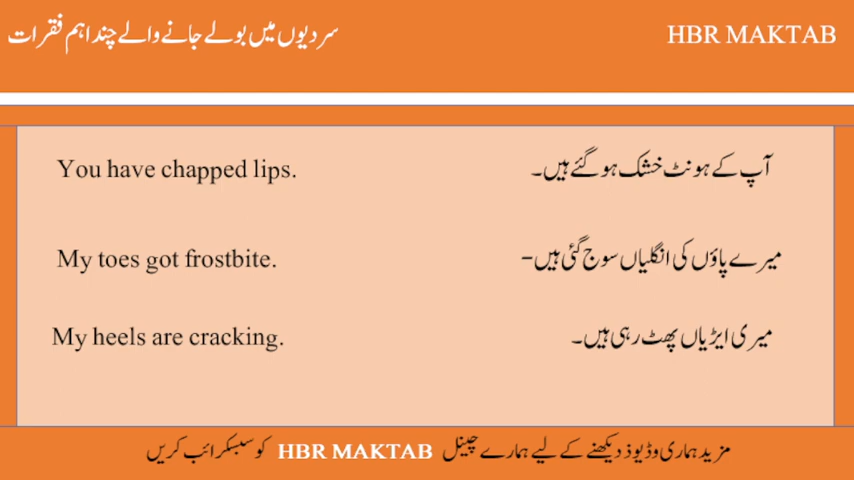 سردیوں میں بولے جانے والے چند اہم فقرات HBR MAKTAB
You have chapped lips. آپ کے ہونٹ خشک ہو گئے ہیں۔
My toes got frostbite. میرے پاؤں کی انگلیاں سوج گئی ہیں-
My heels are cracking. میری ایڑیاں پھٹ رہی ہیں۔
مزید ہماری وڈیوذ دیکھنے کے لیے ہمارے چینل HBR MAKTAB کو سبسکرائب کریں